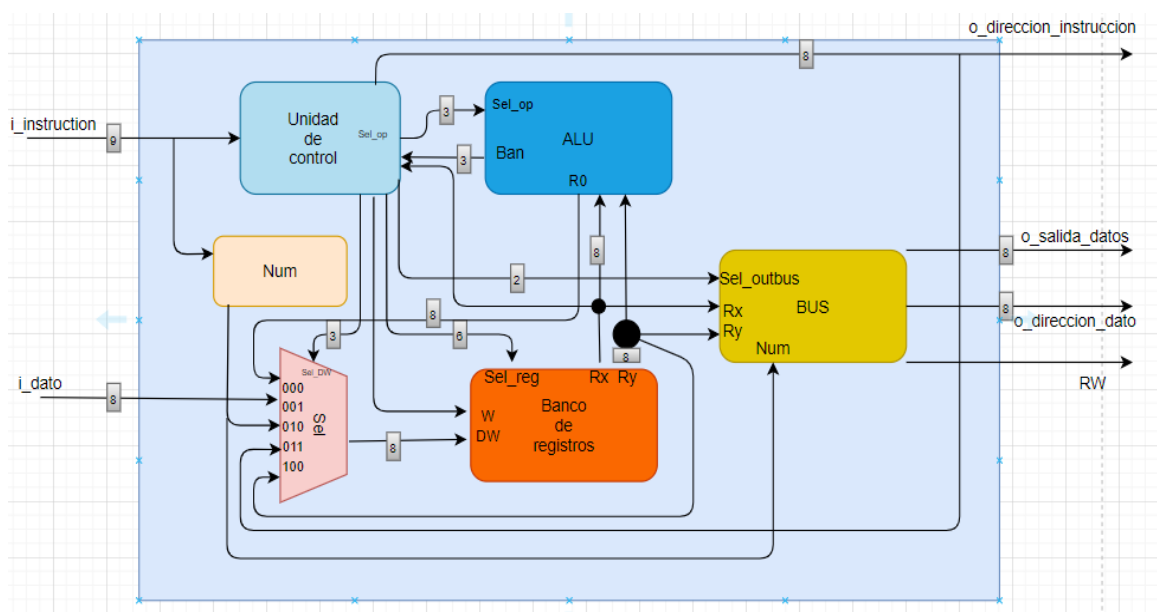 o_direccion_instruccion
8
Unidad
de
control
Sel_op
3
Sel_op
ALU
Ban
R0
3
i_instruction
9
Num
8
2
Sel_outbus
BUS
Rx
Ry
Num
8
o_salida_datos
8
o_direccion_dato
RW
8
3
6
8
i_dato
8
Sel_DW
000
001
010
011
100
Sel
8
Sel_reg
Rx
Ry
W
DW
Banco
de
registros